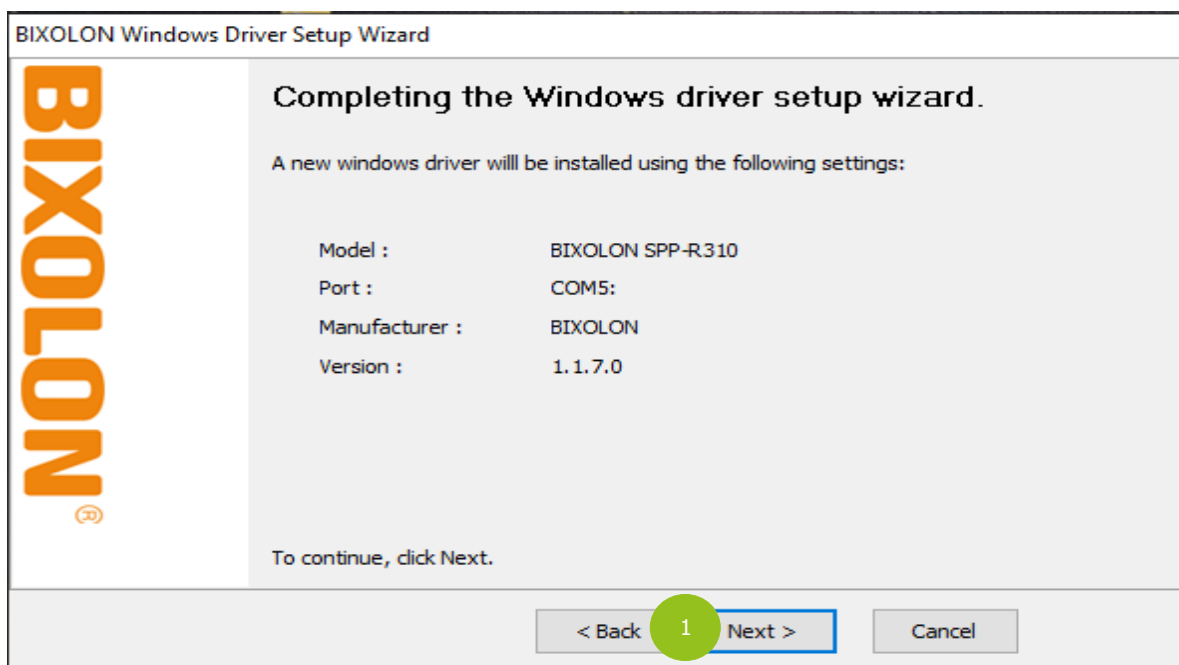 BIXOLON Windows Driver Setup Wizard
BIXOLON®
Completing the Windows driver setup wizard.
A new windows driver willl be installed using the following settings:
Model : BIXOLON SPP-R310
Port : COM5:
Manufacturer : BIXOLON
Version : 1.1.7.0
To continue, click Next.
< Back 1 Next > Cancel